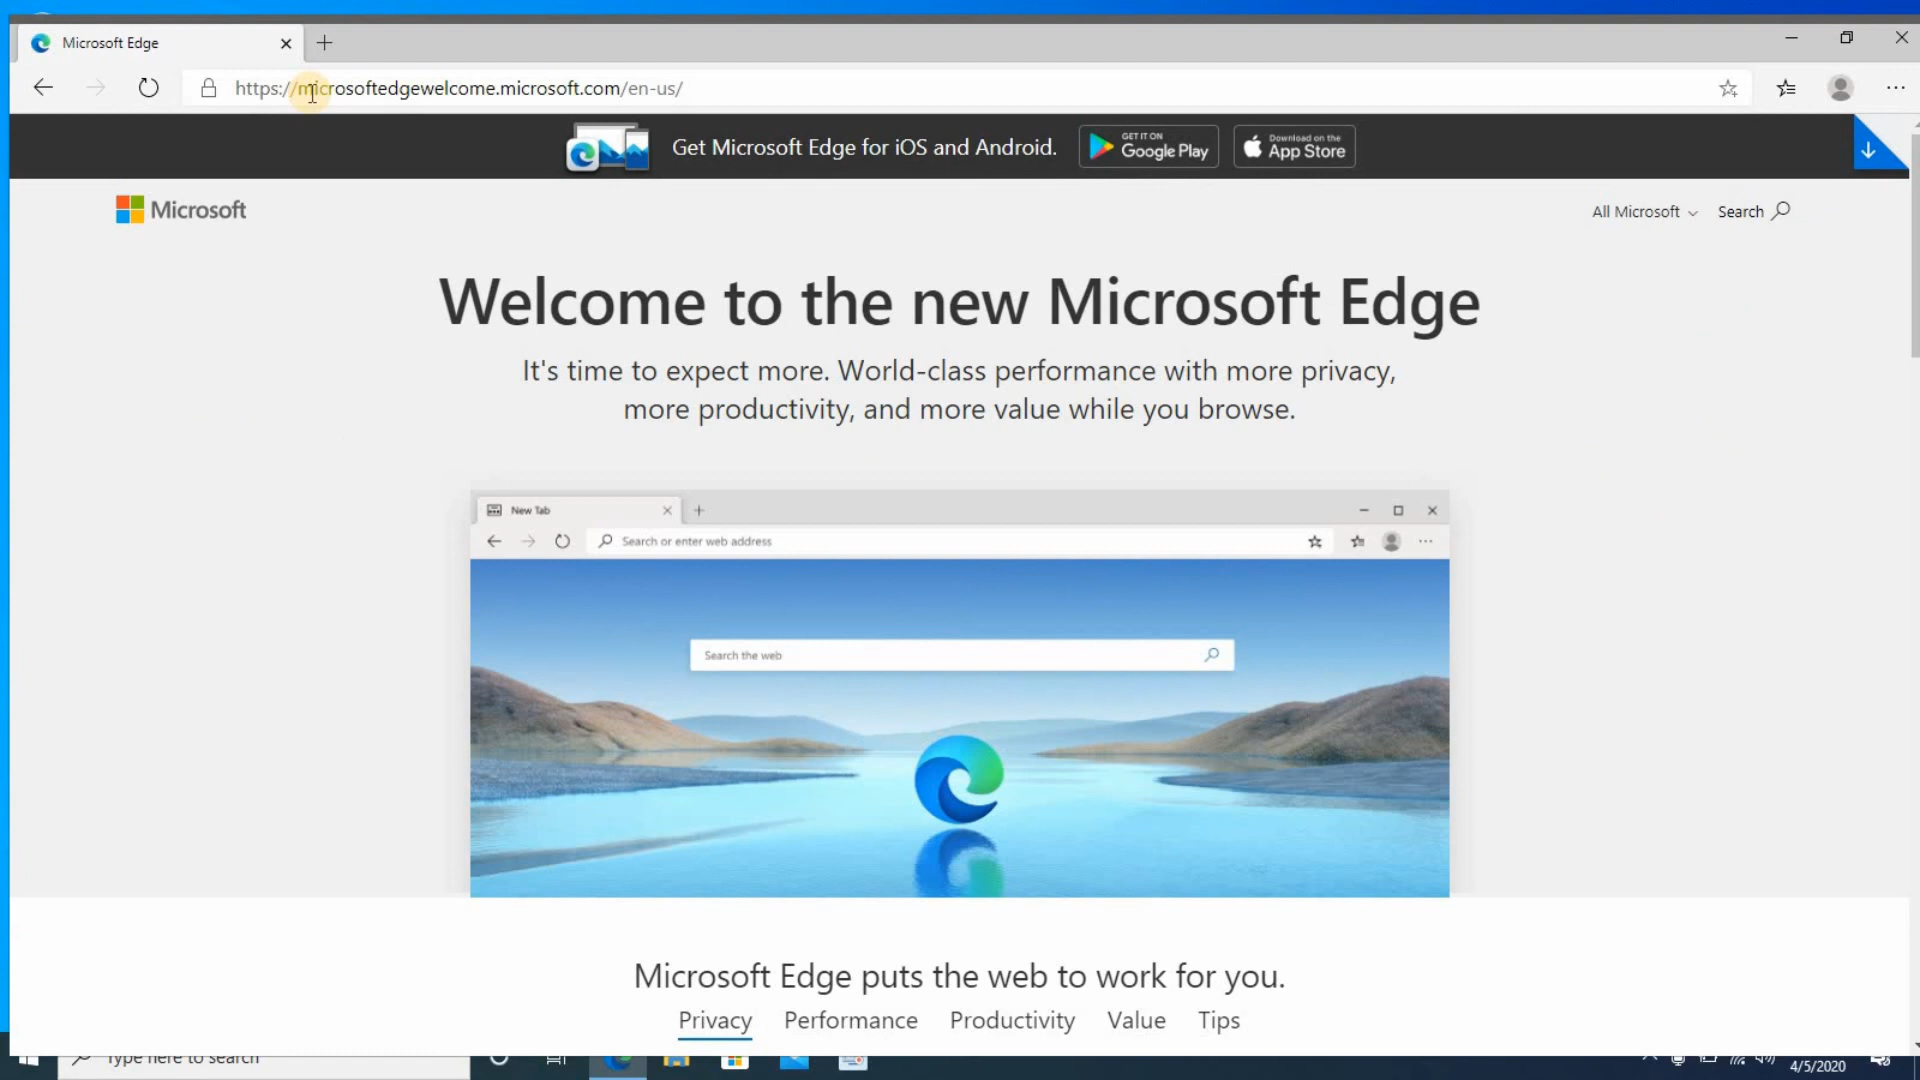 Microsoft Edge
https://microsoftedgewelcome.microsoft.com/en-us/
Get Microsoft Edge for iOS and Android.
GET IT ON
Google Play
Download on the
App Store
Microsoft
All Microsoft
Search
Welcome to the new Microsoft Edge
It's time to expect more. World-class performance with more privacy,
more productivity, and more value while you browse.
New Tab
Search or enter web address
Search the web
Microsoft Edge puts the web to work for you.
Privacy Performance Productivity Value Tips
Type here to search
4/5/2020